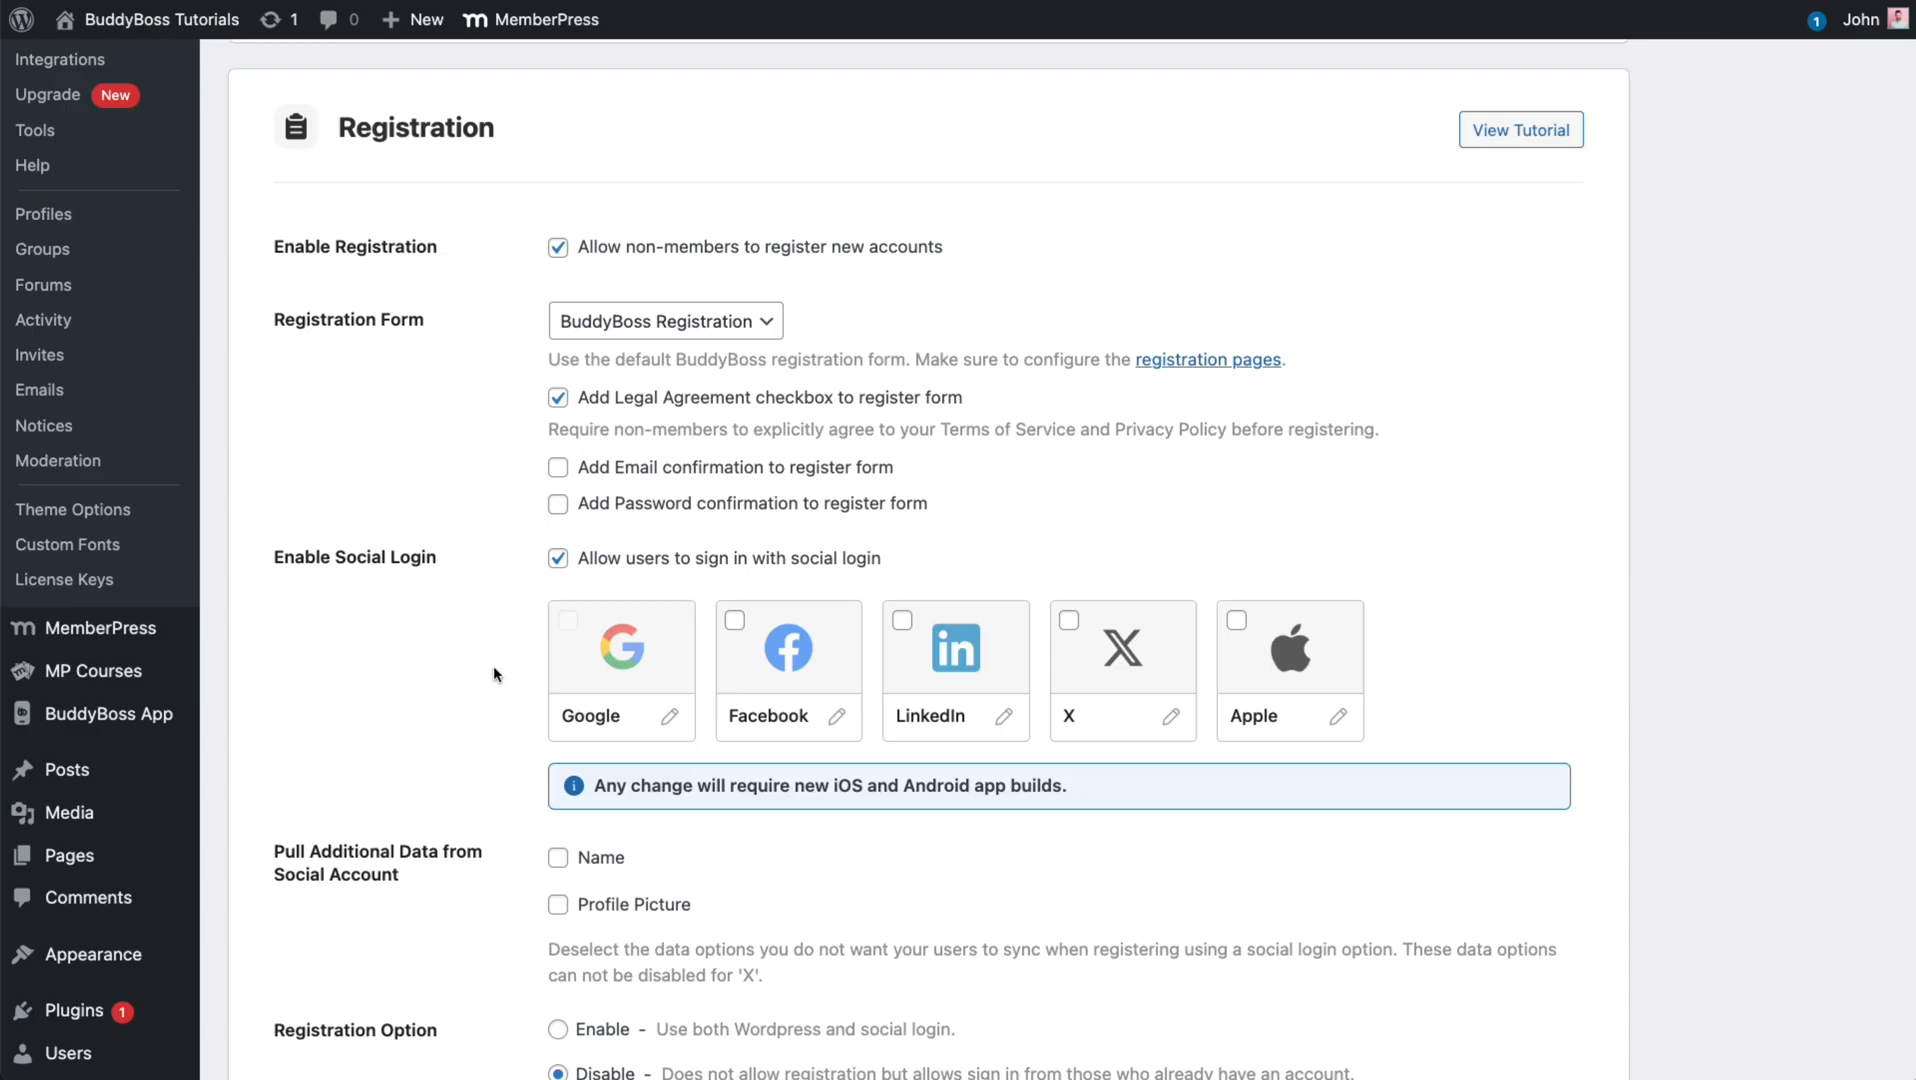 BuddyBoss Tutorials 1 0 New MemberPress 1 John
Integrations
Upgrade New
Tools
Help
Profiles
Groups
Forums
Activity
Invites
Emails
Notices
Moderation
Theme Options
Custom Fonts
License Keys
MemberPress
MP Courses
BuddyBoss App
Posts
Media
Pages
Comments
Appearance
Plugins 1
Users
Registration
View Tutorial
Enable Registration
Allow non-members to register new accounts
Registration Form
BuddyBoss Registration
Use the default BuddyBoss registration form. Make sure to configure the registration pages.
Add Legal Agreement checkbox to register form
Require non-members to explicitly agree to your Terms of Service and Privacy Policy before registering.
Add Email confirmation to register form
Add Password confirmation to register form
Enable Social Login
Allow users to sign in with social login
in
Google Facebook LinkedIn X Apple
Any change will require new iOS and Android app builds.
Pull Additional Data from
Social Account
Name
Profile Picture
Deselect the data options you do not want your users to sync when registering using a social login option. These data options
can not be disabled for 'X'.
Registration Option
Enable - Use both Wordpress and social login.
Disable - Does not allow registration but allows sign in from those who already have an account.